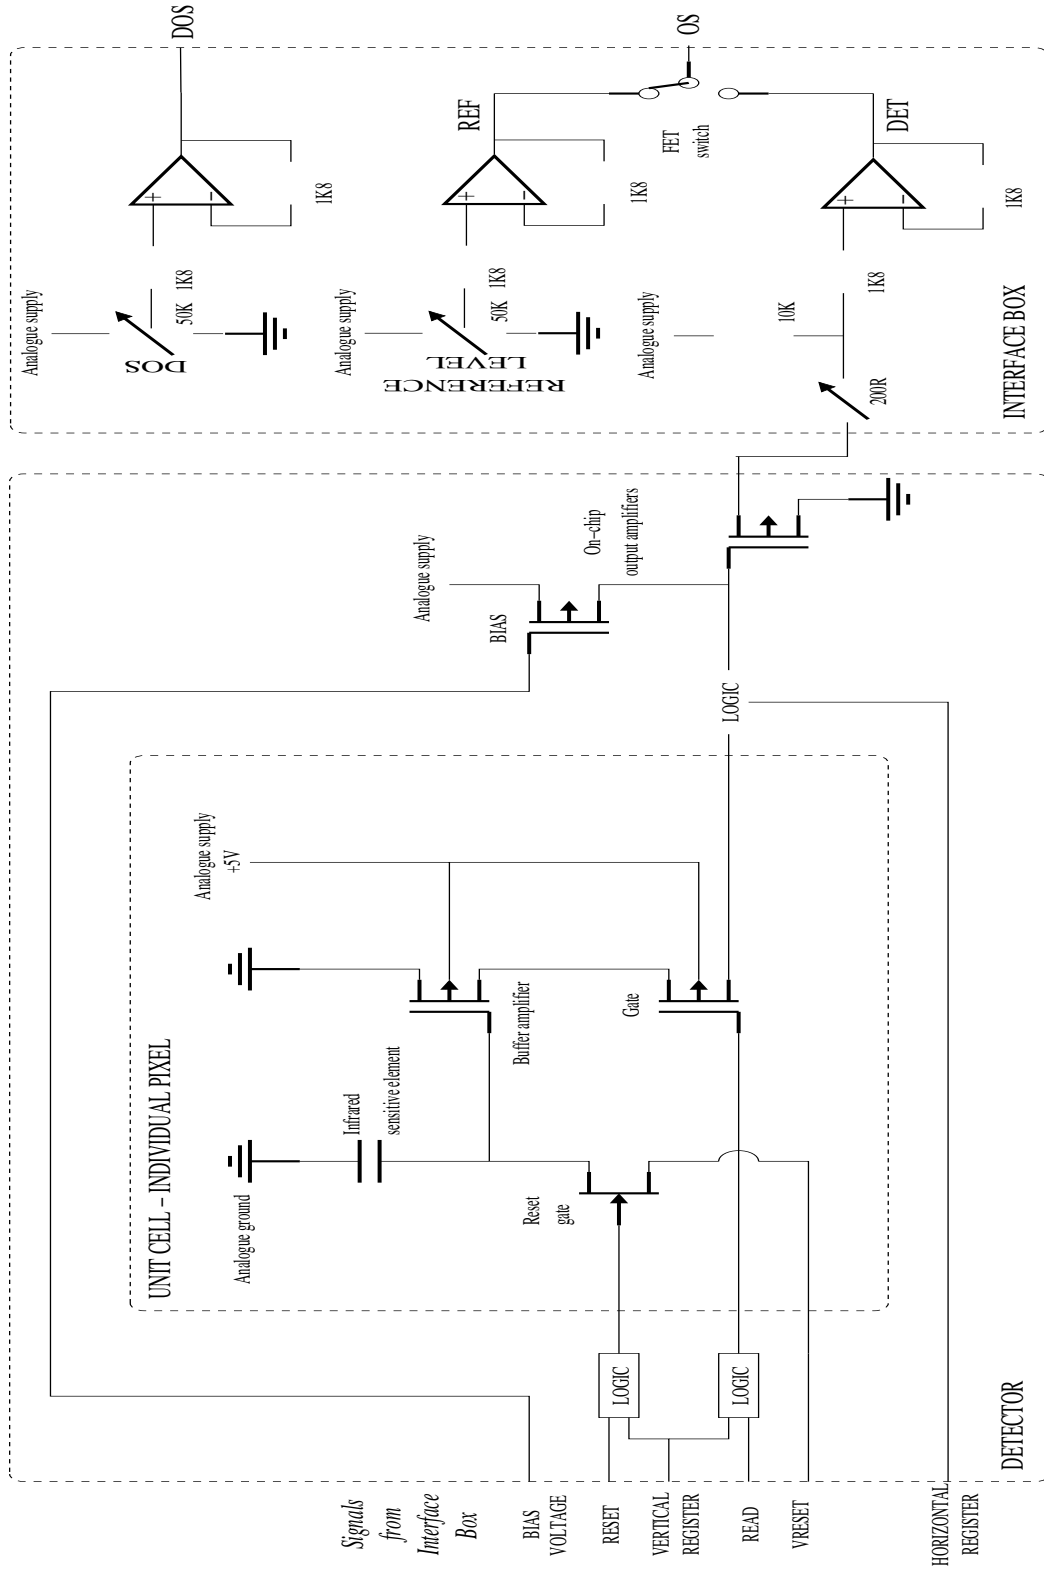 Signals
from
Interface
Box
BIAS
VOLTAGE
RESET
VERTICAL
REGISTER
READ
VRESET
HORIZONTAL
REGISTER
DETECTOR
LOGIC
LOGIC
UNIT CELL – INDIVIDUAL PIXEL
Analogue ground
Infrared
sensitive element
Reset
gate
Buffer amplifier
Gate
Analogue supply
+5V
LOGIC
BIAS
Analogue supply
On–chip
output amplifiers
INTERFACE BOX
Analogue supply
DOS
50K
1K8
+
–
1K8
DOS
Analogue supply
REFERENCE
LEVEL
50K
1K8
+
–
1K8
REF
Analogue supply
200R
10K
1K8
+
–
1K8
DET
FET
switch
OS